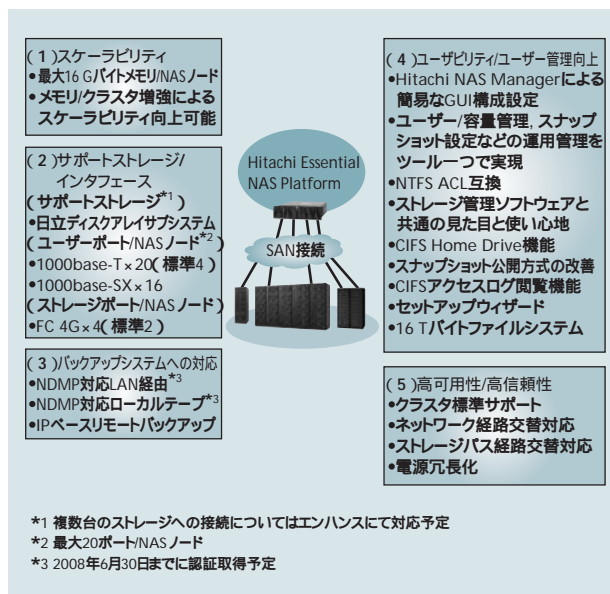 (1)スケーラビリティ
●最大16 Gバイトメモリ/NASノード
●メモリ/クラスタ増強による
スケーラビリティ向上可能
(2)サポートストレージ/
インタフェース
(サポートストレージ*1)
●日立ディスクアレイサブシステム
(ユーザーポート/NASノード*2)
●1000base-T×20(標準4)
●1000base-SX×16
(ストレージポート/NASノード)
●FC 4G×4(標準2)
(3)バックアップシステムへの対応
●NDMP対応LAN経由*3
●NDMP対応ローカルテープ*3
●IPベースリモートバックアップ
Hitachi Essential
NAS Platform
SAN接続
(4)ユーザビリティ/ユーザー管理向上
●Hitachi NAS Managerによる
簡易なGUI構成設定
●ユーザー/容量管理, スナップ
ショット設定などの運用管理を
ツール一つで実現
●NTFS ACL互換
●ストレージ管理ソフトウェアと
共通の見た目と使い心地
●CIFS Home Drive機能
●スナップショット公開方式の改善
●CIFSアクセスログ閲覧機能
●セットアップウィザード
●16 Tバイトファイルシステム
(5)高可用性/高信頼性
●クラスタ標準サポート
●ネットワーク経路交替対応
●ストレージパス経路交替対応
●電源冗長化
*1 複数台のストレージへの接続についてはエンハンスにて対応予定
*2 最大20ポート/NASノード
*3 2008年6月30日までに認証取得予定